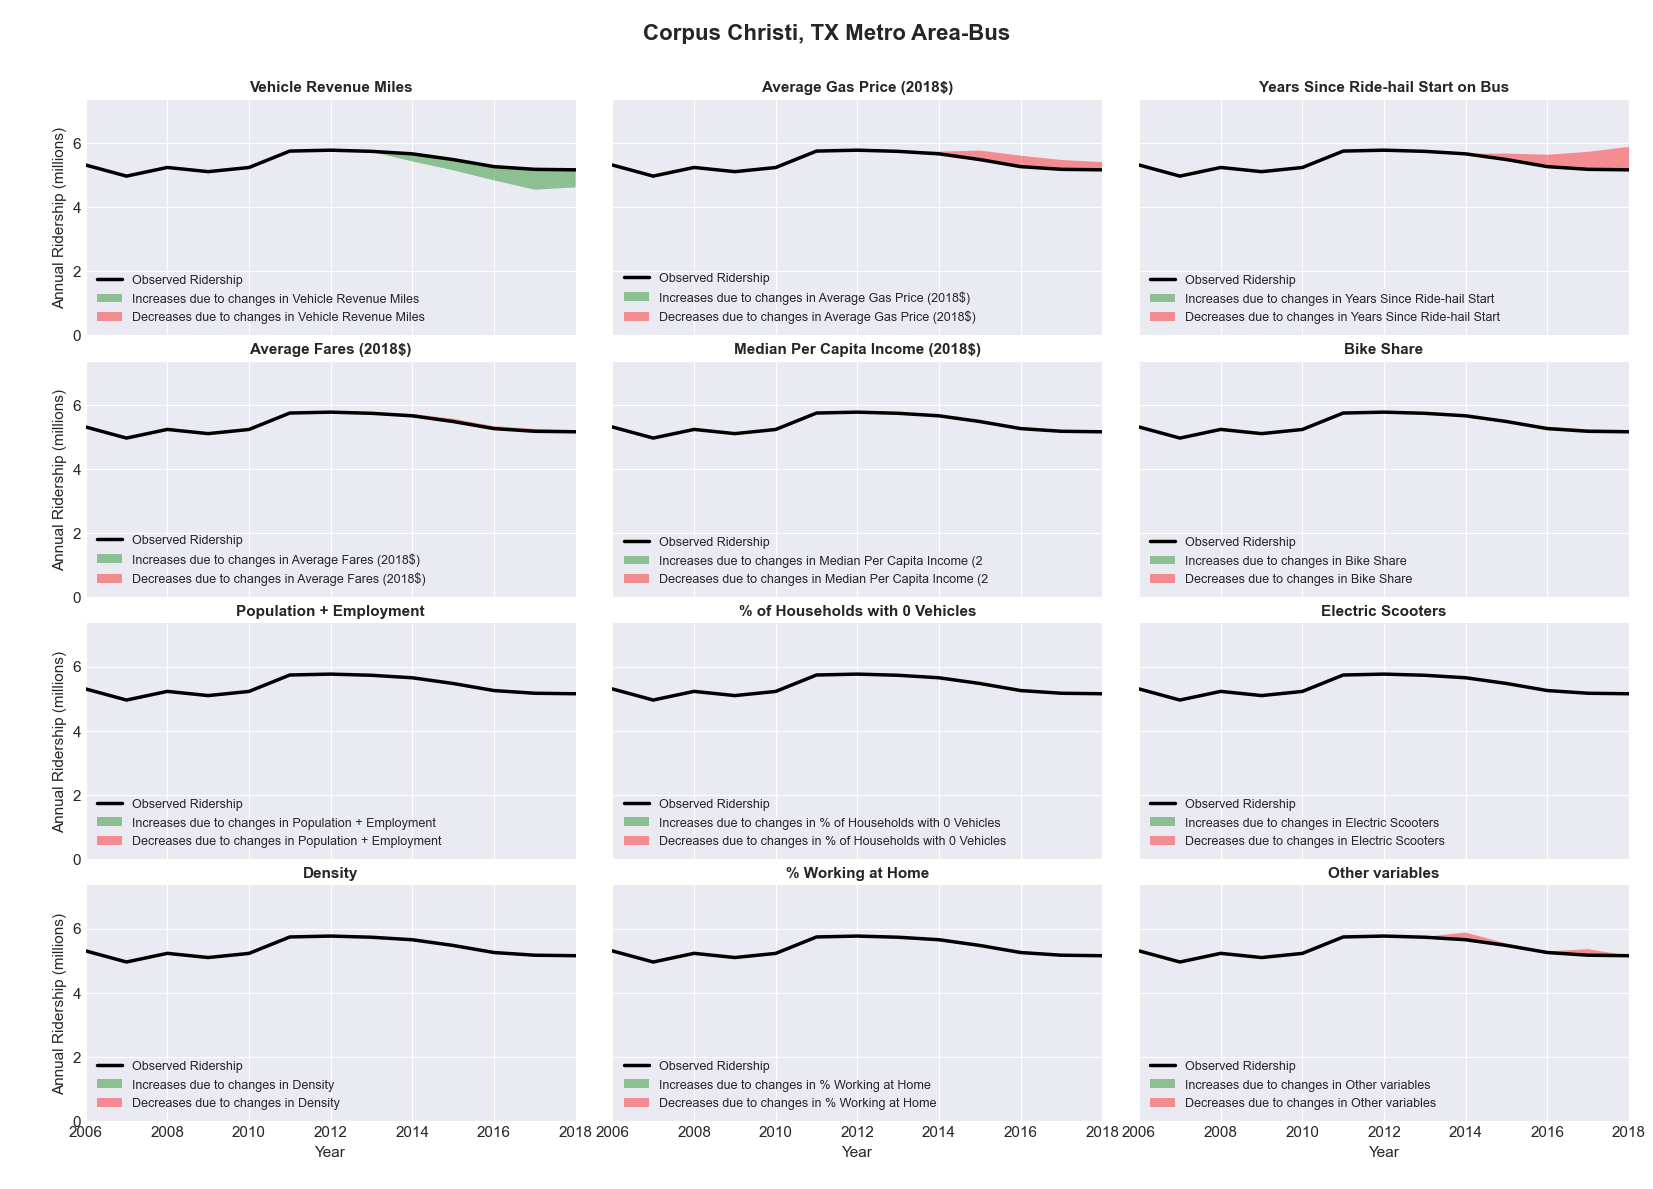 Corpus Christi, TX Metro Area-Bus
Vehicle Revenue Miles
Annual Ridership (millions)
6
4
2
0
Observed Ridership
Increases due to changes in Vehicle Revenue Miles
Decreases due to changes in Vehicle Revenue Miles
Average Gas Price (2018$)
Observed Ridership
Increases due to changes in Average Gas Price (2018$)
Decreases due to changes in Average Gas Price (2018$)
Years Since Ride-hail Start on Bus
Observed Ridership
Increases due to changes in Years Since Ride-hail Start
Decreases due to changes in Years Since Ride-hail Start
Average Fares (2018$)
Annual Ridership (millions)
6
4
2
0
Observed Ridership
Increases due to changes in Average Fares (2018$)
Decreases due to changes in Average Fares (2018$)
Median Per Capita Income (2018$)
Observed Ridership
Increases due to changes in Median Per Capita Income (2
Decreases due to changes in Median Per Capita Income (2
Bike Share
Observed Ridership
Increases due to changes in Bike Share
Decreases due to changes in Bike Share
Population + Employment
Annual Ridership (millions)
6
4
2
0
Observed Ridership
Increases due to changes in Population + Employment
Decreases due to changes in Population + Employment
% of Households with 0 Vehicles
Observed Ridership
Increases due to changes in % of Households with 0 Vehicles
Decreases due to changes in % of Households with 0 Vehicles
Electric Scooters
Observed Ridership
Increases due to changes in Electric Scooters
Decreases due to changes in Electric Scooters
Density
Annual Ridership (millions)
6
4
2
0
Observed Ridership
Increases due to changes in Density
Decreases due to changes in Density
2006 2008 2010 2012 2014 2016 2018
Year
% Working at Home
Observed Ridership
Increases due to changes in % Working at Home
Decreases due to changes in % Working at Home
2006 2008 2010 2012 2014 2016 2018
Year
Other variables
Observed Ridership
Increases due to changes in Other variables
Decreases due to changes in Other variables
2006 2008 2010 2012 2014 2016 2018
Year